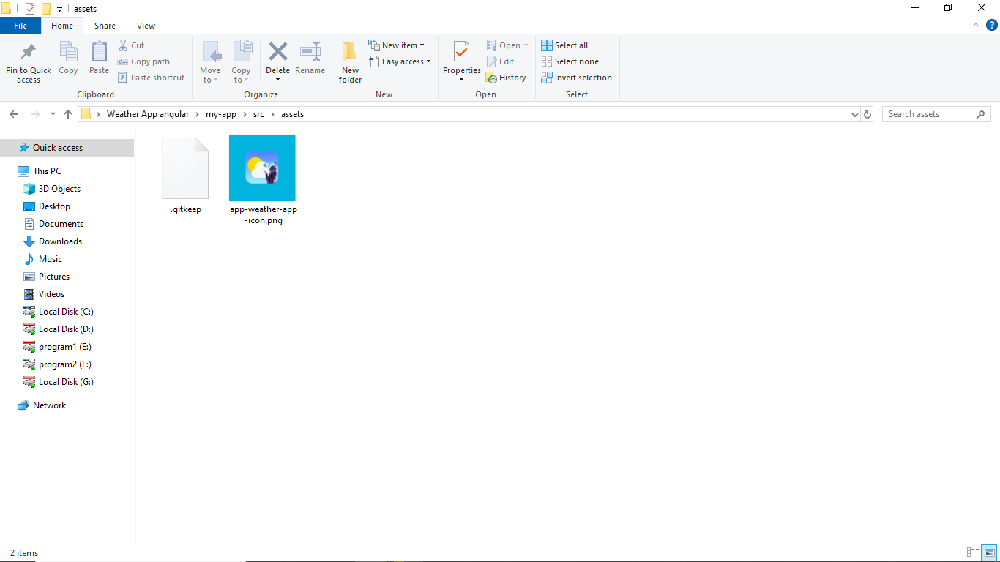 assets
File Home Share View
Pin to Quick access
Copy
Paste
Cut
Copy path
Paste shortcut
Clipboard
Move to
Copy to
Delete
Rename
Organize
New folder
New item
Easy access
New
Properties
Open
Edit
History
Open
Select all
Select none
Invert selection
Select
Weather App angular my-app src assets
Search assets
Quick access
This PC
3D Objects
Desktop
Documents
Downloads
Music
Pictures
Videos
Local Disk (C:)
Local Disk (D:)
program1 (E:)
program2 (F:)
Local Disk (G:)
Network
.gitkeep
app-weather-app
-icon.png
2 items